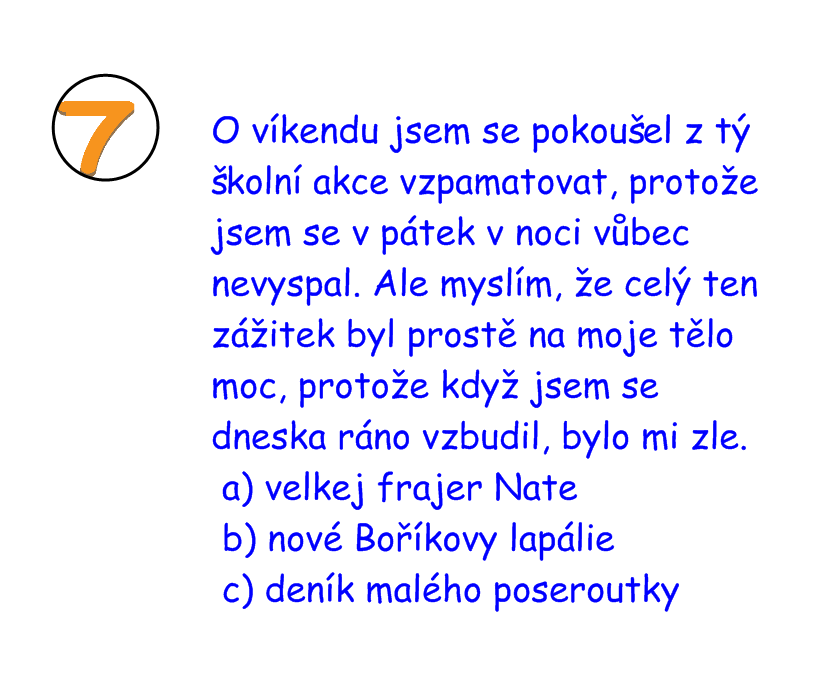 7
O víkendu jsem se pokoušel z tý
školní akce vzpamatovat, protože
jsem se v pátek v noci vůbec
nevyspal. Ale myslím, že celý ten
zážitek byl prostě na moje tělo
moc, protože když jsem se
dneska ráno vzbudil, bylo mi zle.
a) velkej frajer Nate
b) nové Boříkovy lapálie
c) deník malého poseroutky